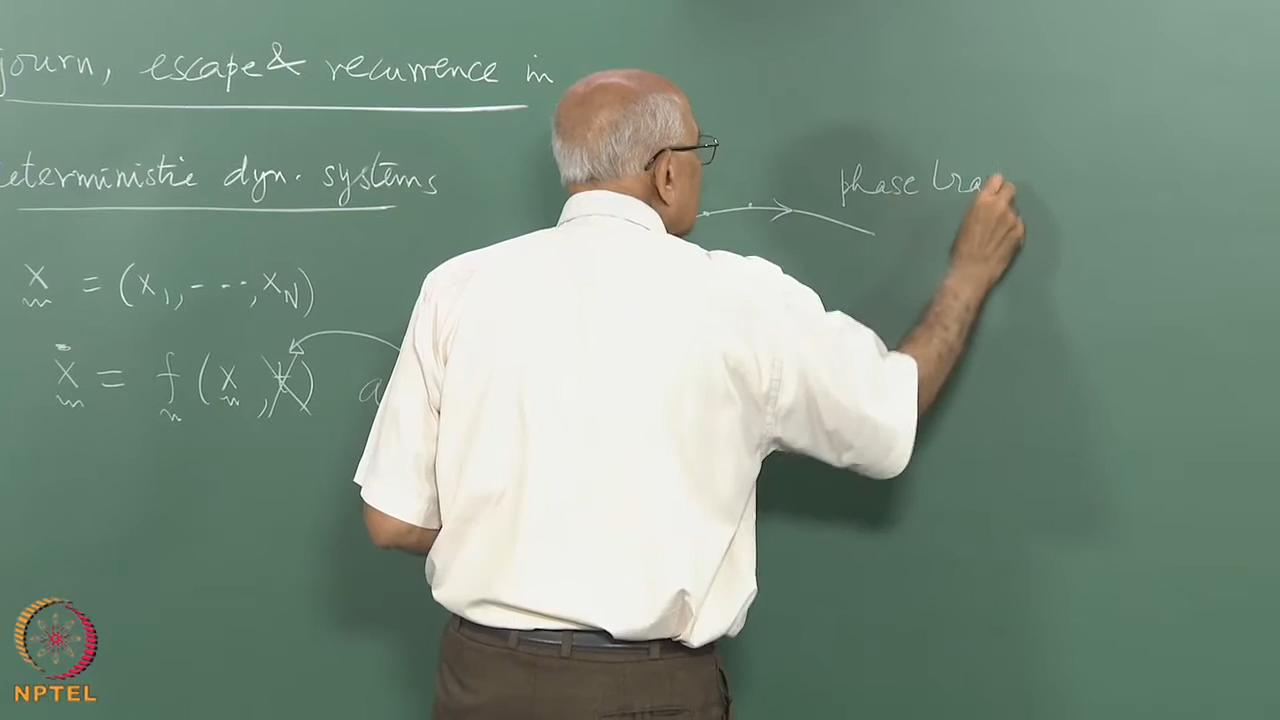 journ, escape & recurrence in
eterministic dyn. systems
x = (x1, ---, xN)
ẋ = f (x, t) a
phase tra
NPTEL